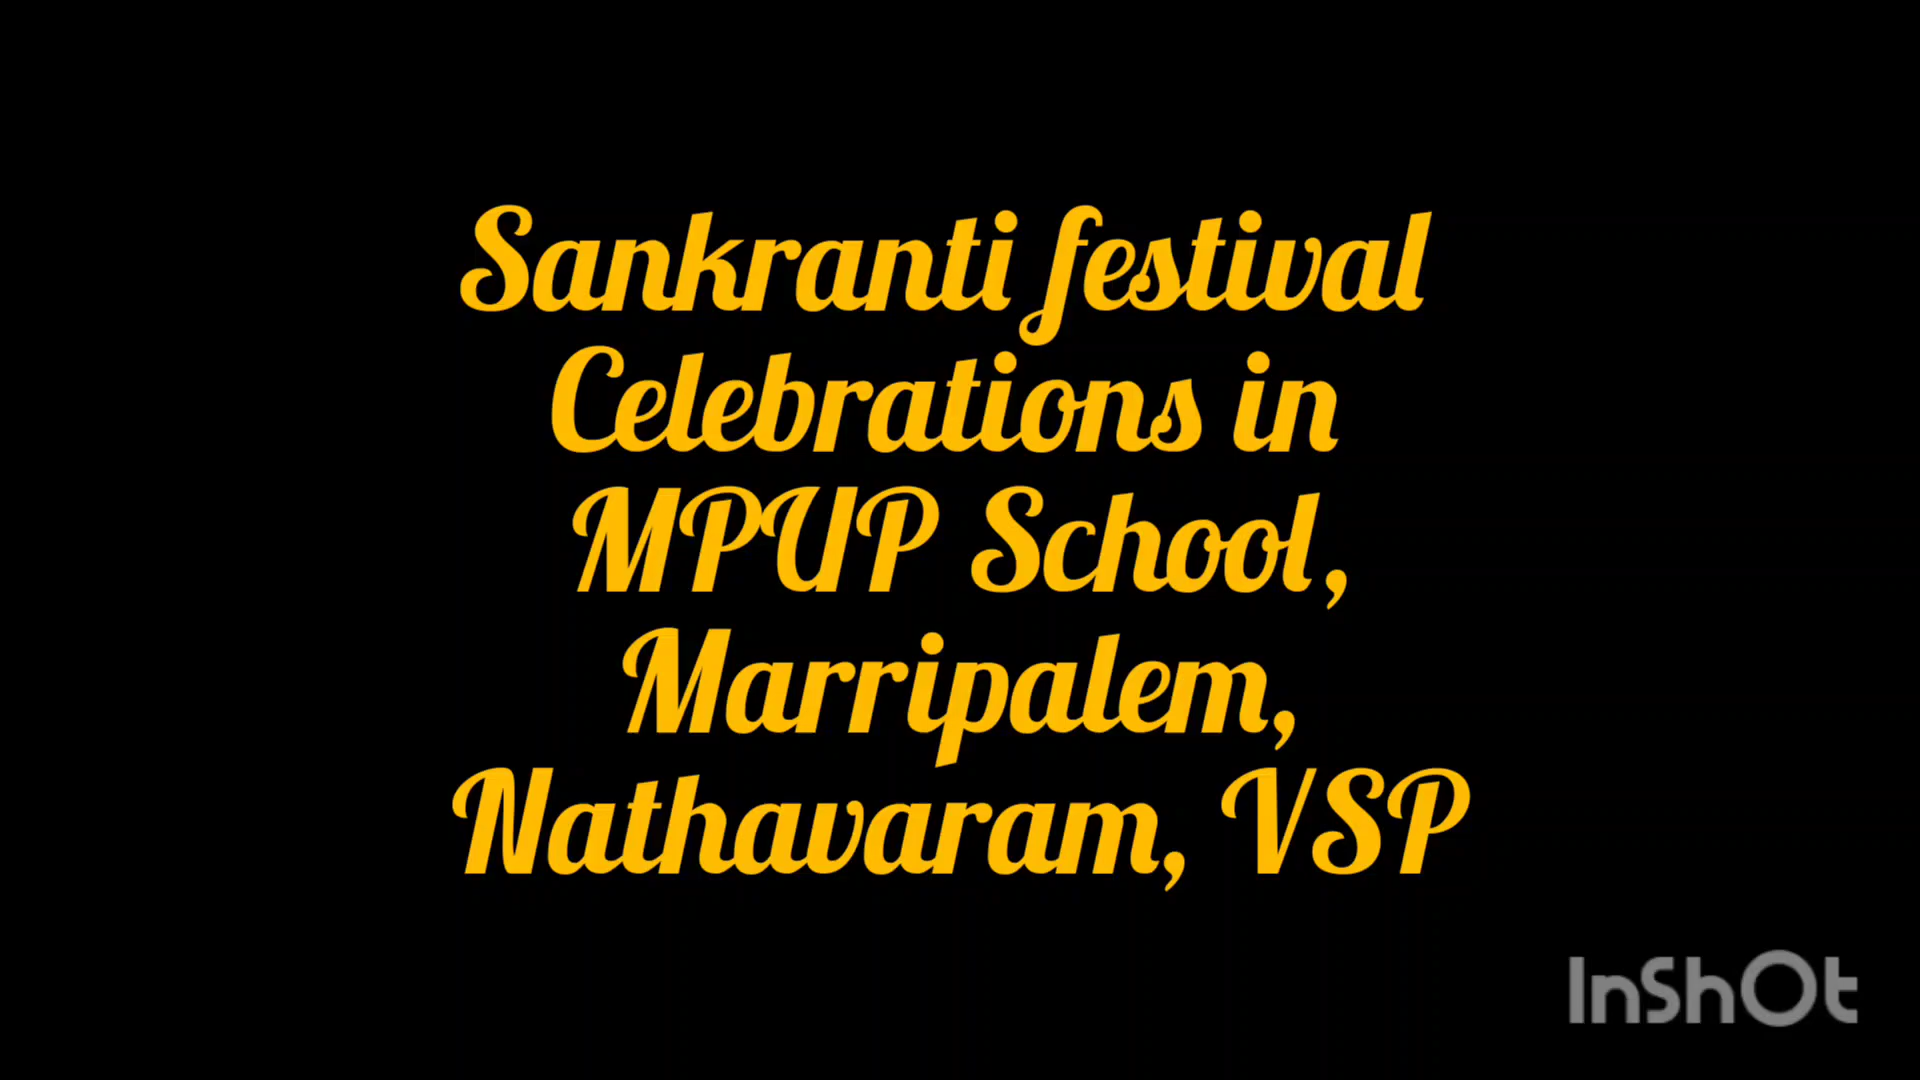 Sankranti festival
Celebrations in
MPUP School,
Marripalem,
Nathavaram, VSP
InShOt